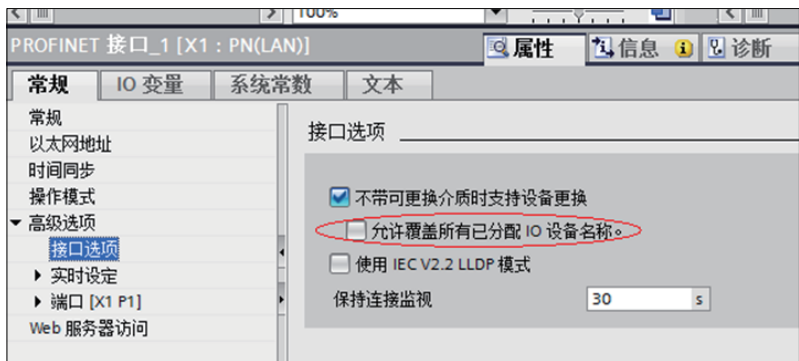 100%
PROFINET 接口_1 [X1 : PN(LAN)]
属性 信息 诊断
常规 IO 变量 系统常数 文本
常规
以太网地址
时间同步
操作模式
高级选项
接口选项
实时设定
端口 [X1 P1]
Web 服务器访问
接口选项
不带可更换介质时支持设备更换
允许覆盖所有已分配 IO 设备名称。
使用 IEC V2.2 LLDP 模式
保持连接监视 30 s